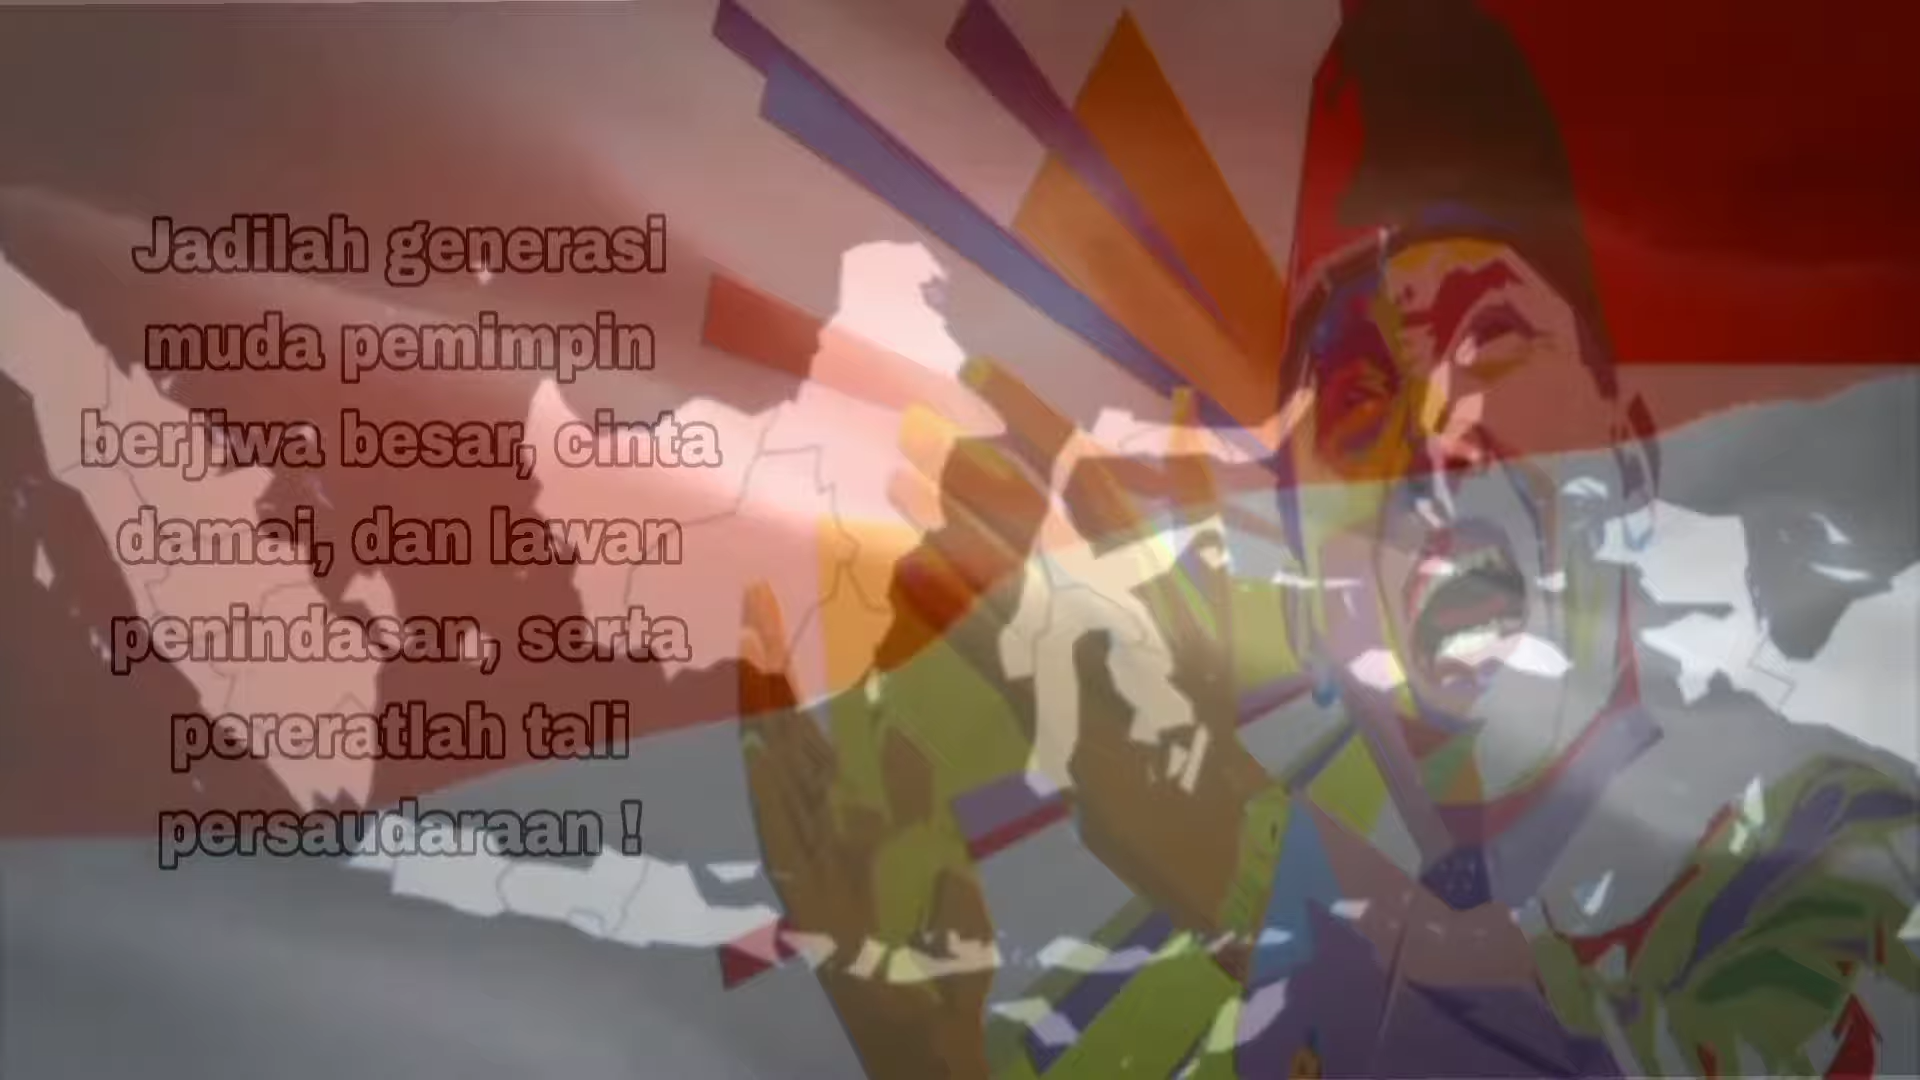 Jadilah generasi
muda pemimpin
berjiwa besar, cinta
damai, dan lawan
penindasan, serta
pereratlah tali
persaudaraan !